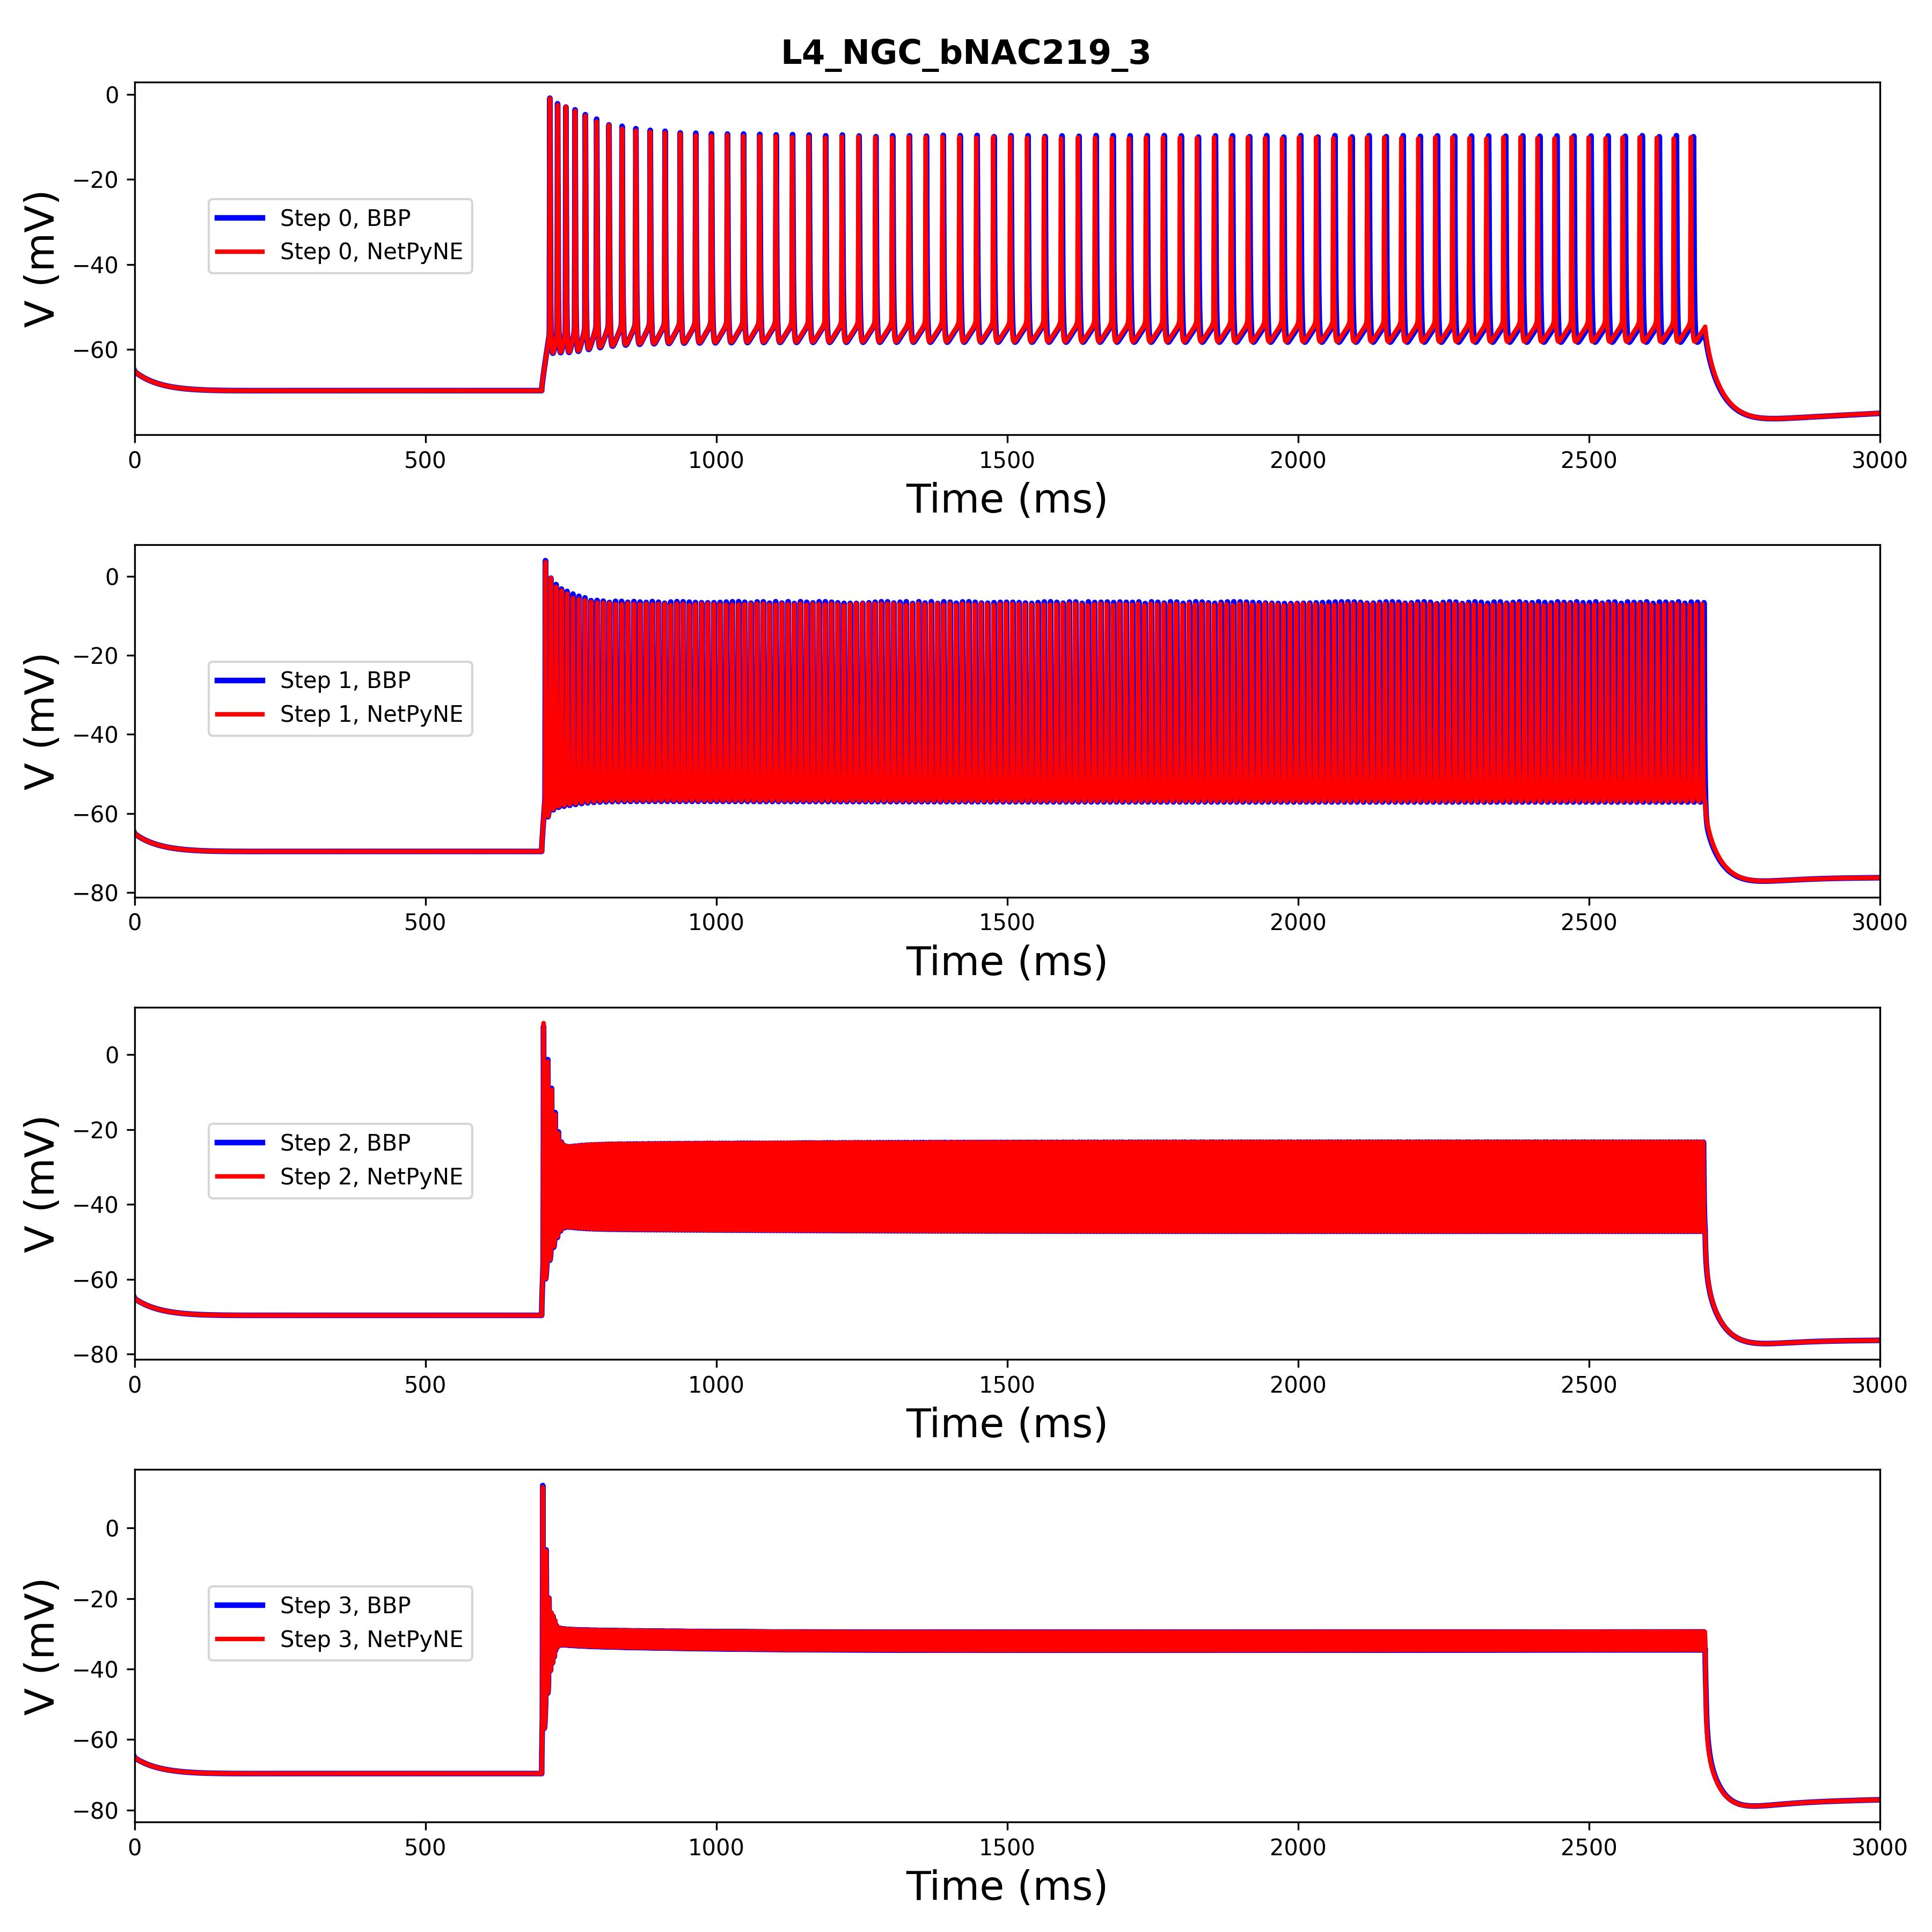 L4_NGC_bNAC219_3
V (mV)
0
−20
−40
−60
Step 0, BBP
Step 0, NetPyNE
0 500 1000 1500 2000 2500 3000
Time (ms)
V (mV)
0
−20
−40
−60
−80
Step 1, BBP
Step 1, NetPyNE
0 500 1000 1500 2000 2500 3000
Time (ms)
V (mV)
0
−20
−40
−60
−80
Step 2, BBP
Step 2, NetPyNE
0 500 1000 1500 2000 2500 3000
Time (ms)
V (mV)
0
−20
−40
−60
−80
Step 3, BBP
Step 3, NetPyNE
0 500 1000 1500 2000 2500 3000
Time (ms)